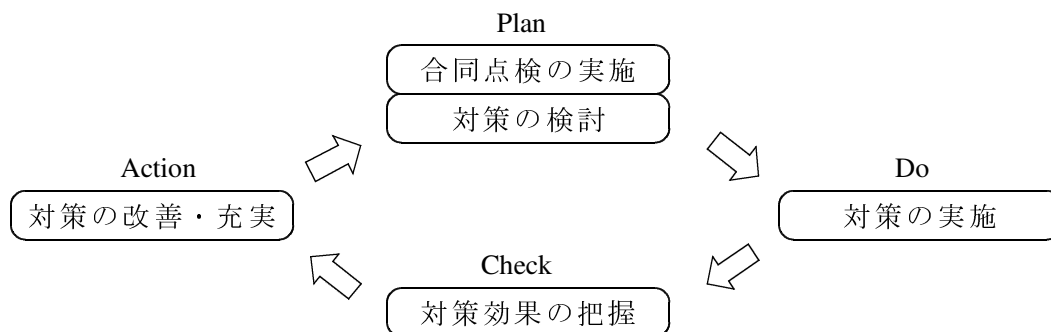 Plan
合同点検の実施
対策の検討
Action
Do
対策の改善・充実
対策の実施
Check
対策効果の把握